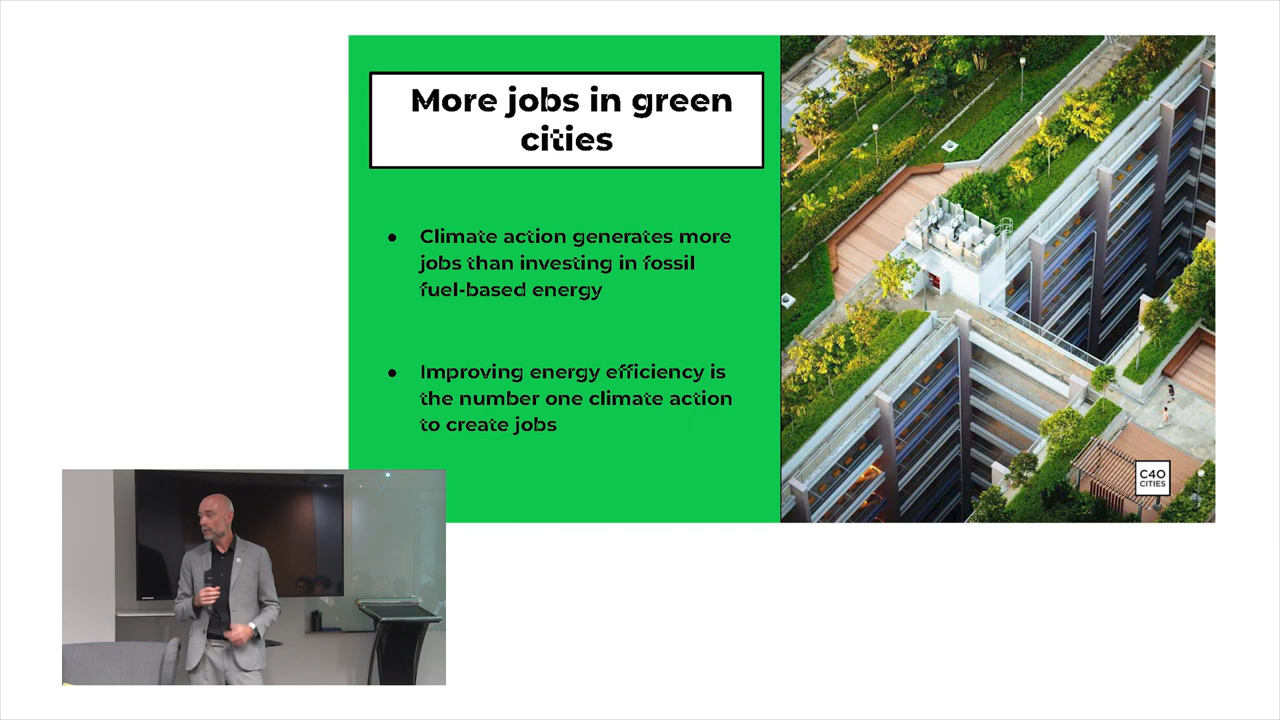 More jobs in green
cities
● Climate action generates more
jobs than investing in fossil
fuel-based energy
● Improving energy efficiency is
the number one climate action
to create jobs
C40
CITIES